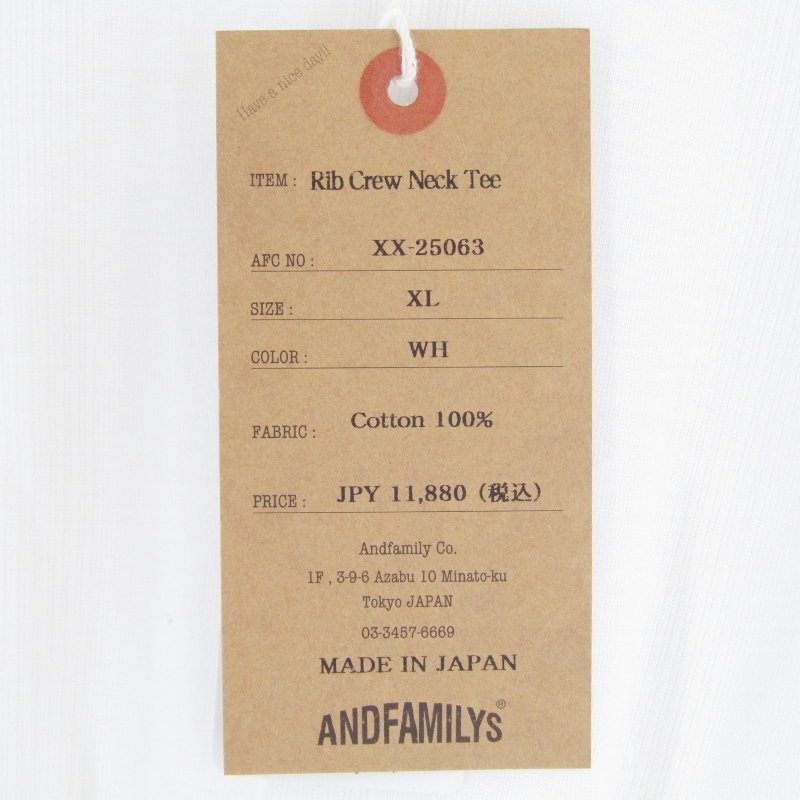 Have a nice day!!
ITEM : Rib Crew Neck Tee
AFC NO : XX-25063
SIZE : XL
COLOR : WH
FABRIC : Cotton 100%
PRICE : JPY 11,880 (税込)
Andfamily Co.
1F , 3-9-6 Azabu 10 Minato-ku
Tokyo JAPAN
03-3457-6669
MADE IN JAPAN
ANDFAMILYS®